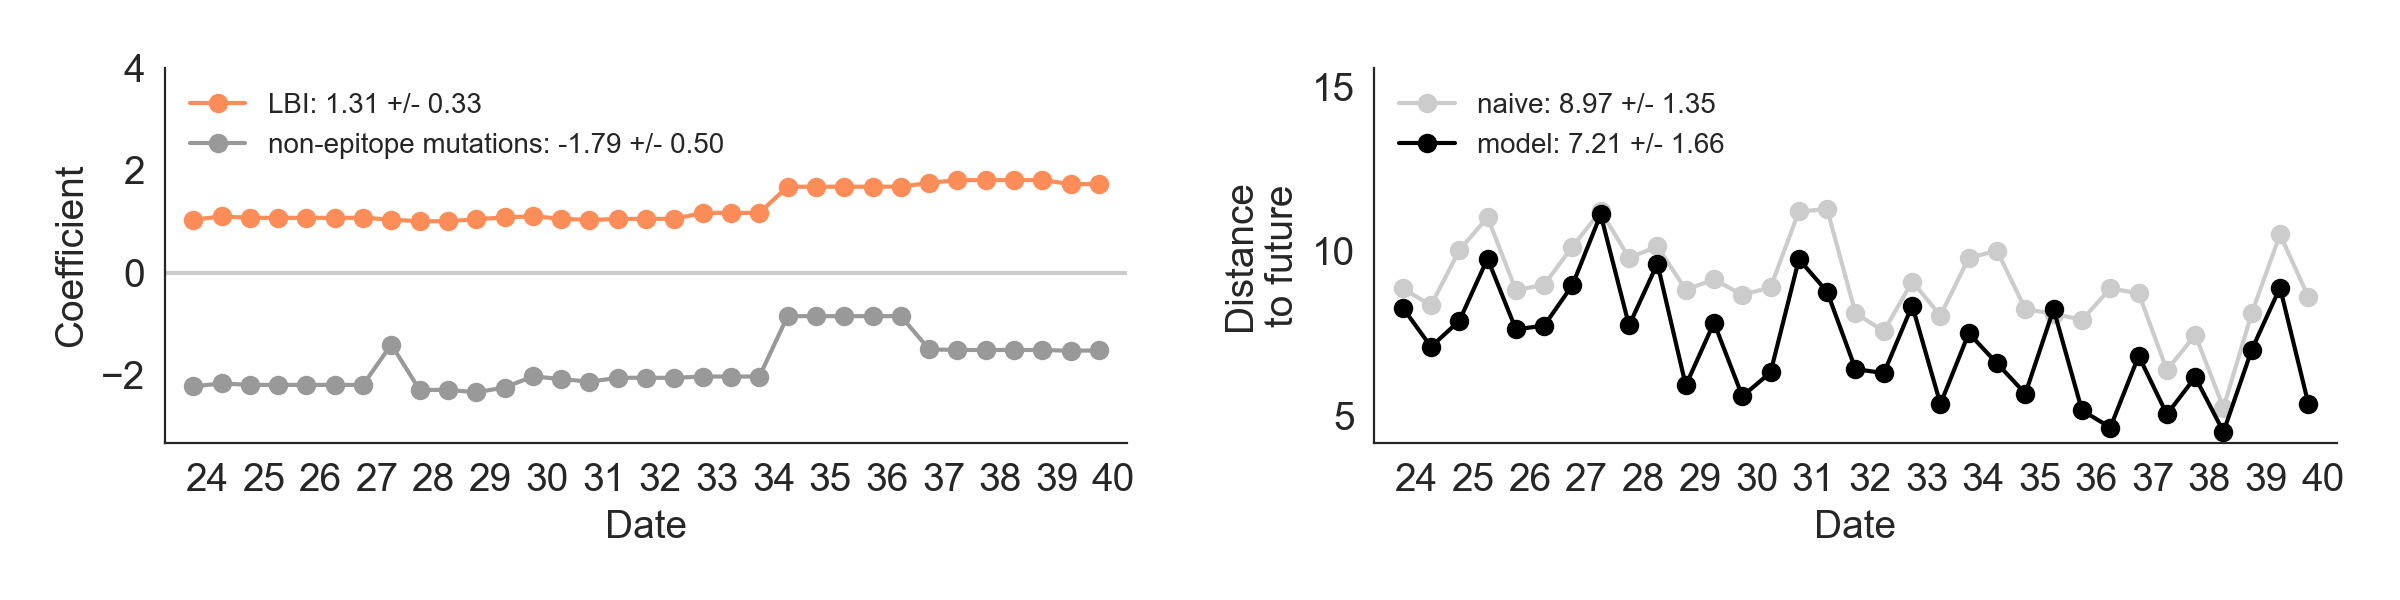 4
2
0
−2
Coefficient
LBI: 1.31 +/- 0.33
non-epitope mutations: -1.79 +/- 0.50
24 25 26 27 28 29 30 31 32 33 34 35 36 37 38 39 40
Date
15
10
5
Distance
to future
naive: 8.97 +/- 1.35
model: 7.21 +/- 1.66
24 25 26 27 28 29 30 31 32 33 34 35 36 37 38 39 40
Date